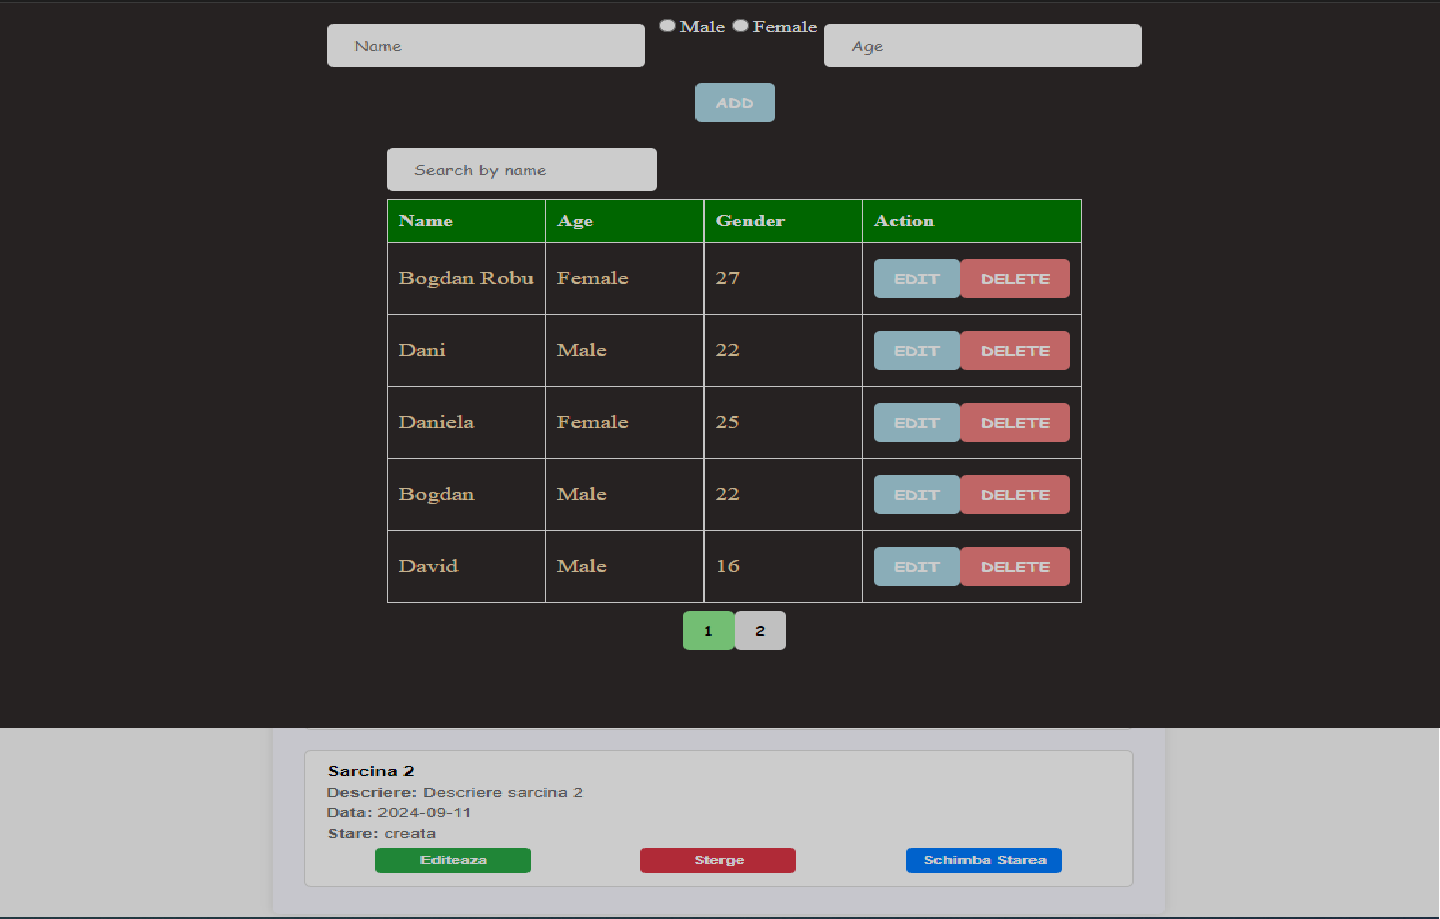 Name Male Female Age
ADD
Search by name
Name Age Gender Action
Bogdan Robu Female 27 EDIT DELETE
Dani Male 22 EDIT DELETE
Daniela Female 25 EDIT DELETE
Bogdan Male 22 EDIT DELETE
David Male 16 EDIT DELETE
1 2
Sarcina 2
Descriere: Descriere sarcina 2
Data: 2024-09-11
Stare: creata
Editeaza Sterge Schimba Starea